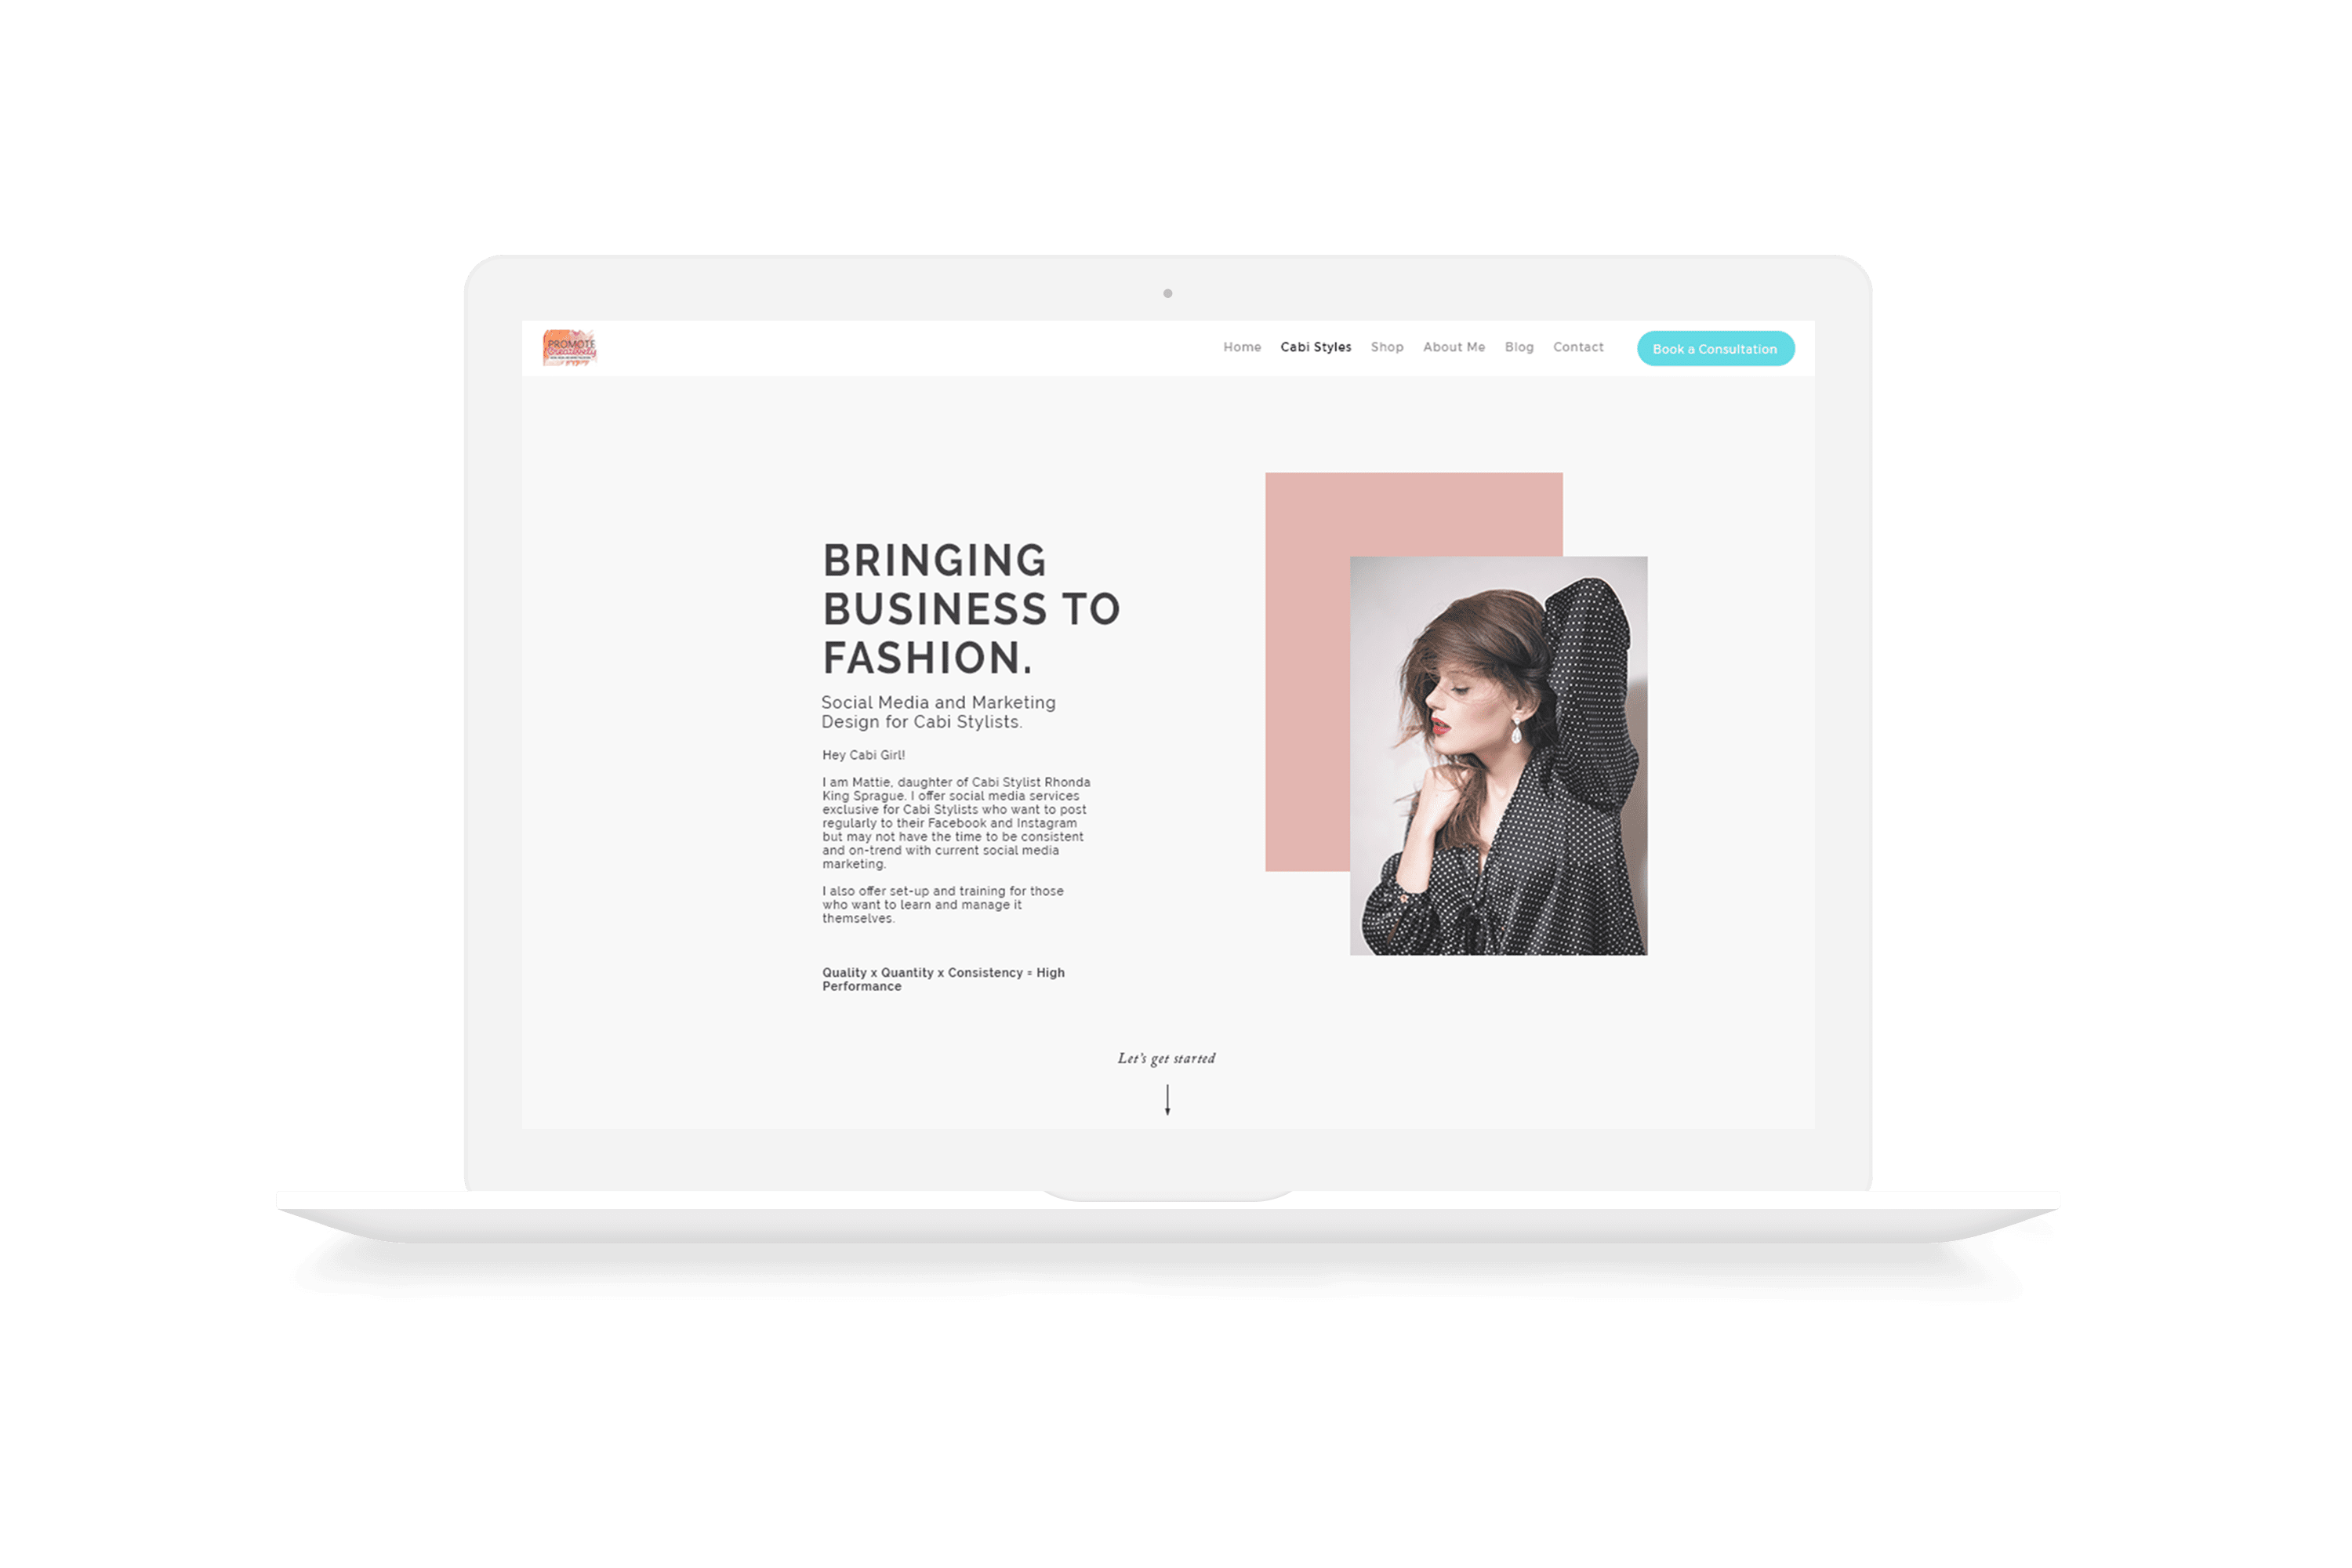 PROMOTE
Creatively
Home Cabi Styles Shop About Me Blog Contact Book a Consultation
BRINGING
BUSINESS TO
FASHION.
Social Media and Marketing
Design for Cabi Stylists.
Hey Cabi Girl!
I am Mattie, daughter of Cabi Stylist Rhonda
King Sprague. I offer social media services
exclusive for Cabi Stylists who want to post
regularly to their Facebook and Instagram
but may not have the time to be consistent
and on-trend with current social media
marketing.
I also offer set-up and training for those
who want to learn and manage it
themselves.
Quality x Quantity x Consistency = High
Performance
Let's get started